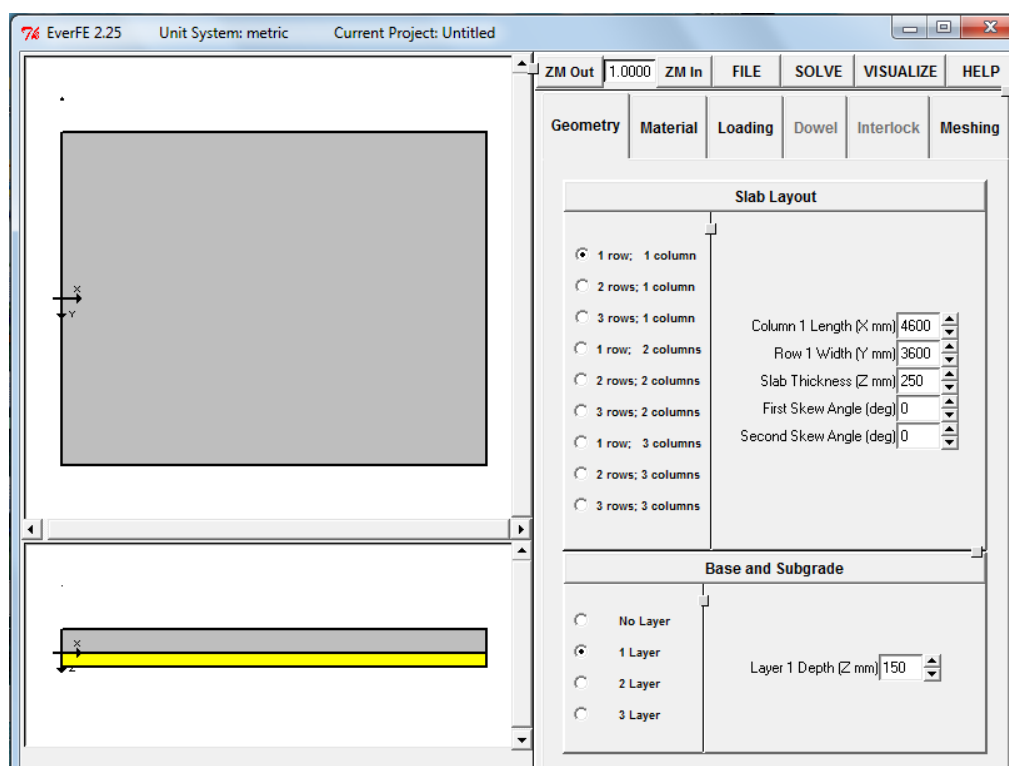 EverFE 2.25 Unit System: metric Current Project: Untitled
ZM Out 1.0000 ZM In FILE SOLVE VISUALIZE HELP
Geometry Material Loading Dowel Interlock Meshing
X
Y
Slab Layout
1 row; 1 column
2 rows; 1 column
3 rows; 1 column
1 row; 2 columns
2 rows; 2 columns
3 rows; 2 columns
1 row; 3 columns
2 rows; 3 columns
3 rows; 3 columns
Column 1 Length (X mm) 4600
Row 1 Width (Y mm) 3600
Slab Thickness (Z mm) 250
First Skew Angle (deg) 0
Second Skew Angle (deg) 0
X
Z
Base and Subgrade
No Layer
1 Layer
2 Layer
3 Layer
Layer 1 Depth (Z mm) 150